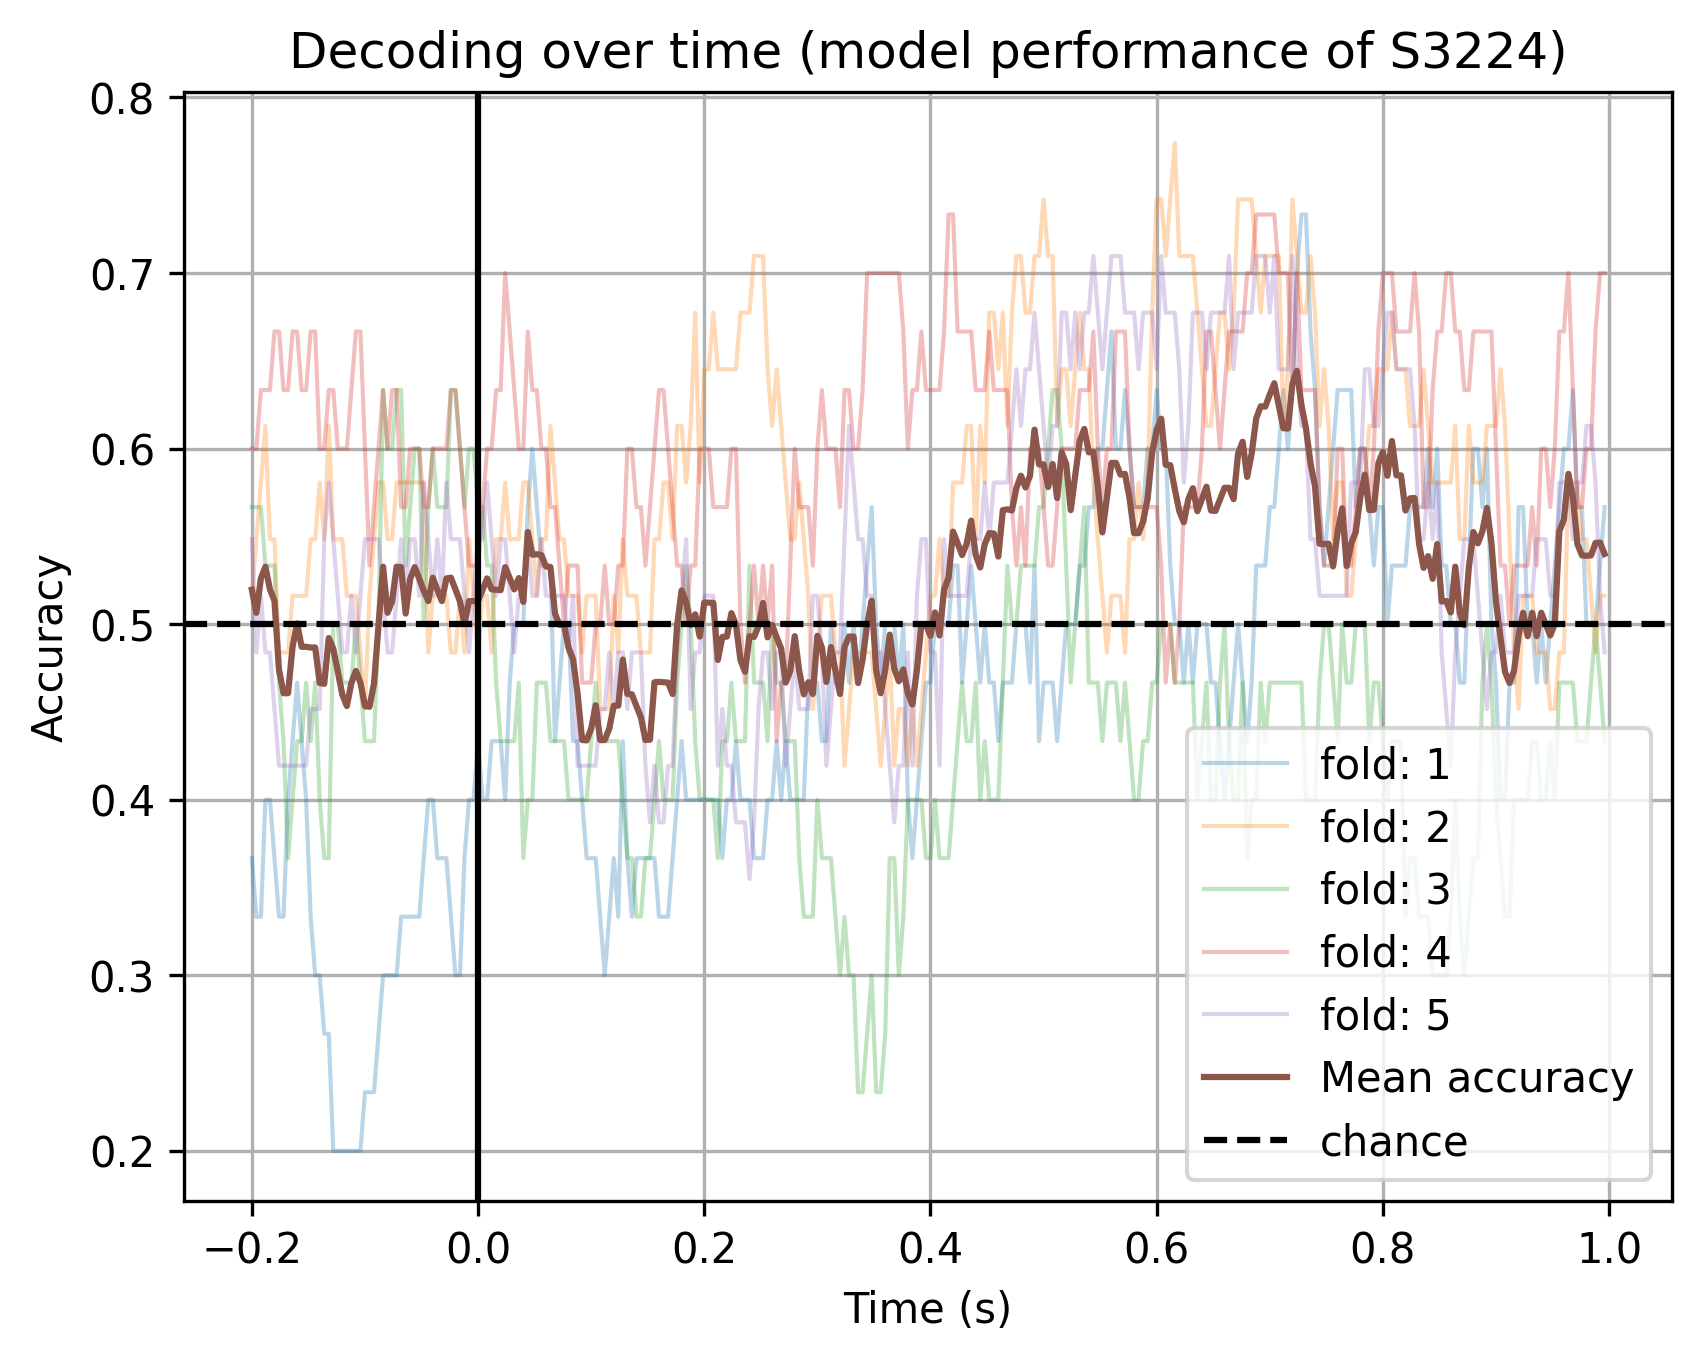 Decoding over time (model performance of S3224)
0.8
0.7
0.6
0.5
0.4
0.3
0.2
Accuracy
fold: 1
fold: 2
fold: 3
fold: 4
fold: 5
Mean accuracy
chance
−0.2 0.0 0.2 0.4 0.6 0.8 1.0
Time (s)